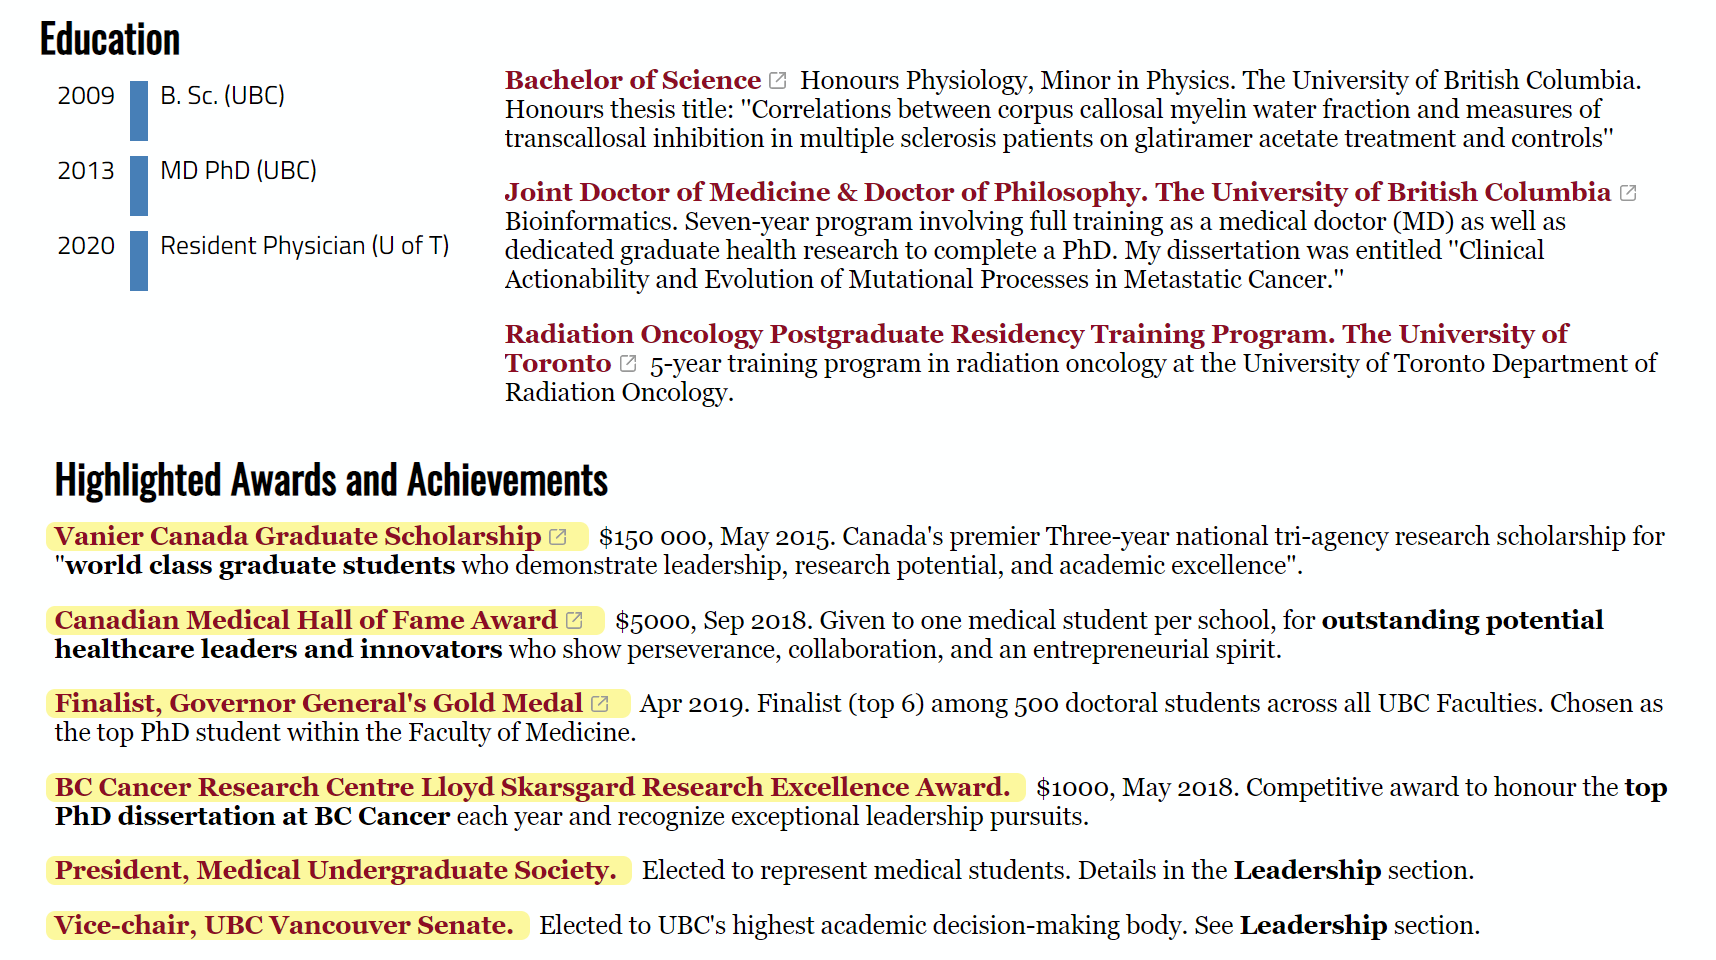 Education
2009 B. Sc. (UBC)
2013 MD PhD (UBC)
2020 Resident Physician (U of T)
Bachelor of Science Honours Physiology, Minor in Physics. The University of British Columbia.
Honours thesis title: "Correlations between corpus callosal myelin water fraction and measures of
transcallosal inhibition in multiple sclerosis patients on glatiramer acetate treatment and controls"
Joint Doctor of Medicine & Doctor of Philosophy. The University of British Columbia
Bioinformatics. Seven-year program involving full training as a medical doctor (MD) as well as
dedicated graduate health research to complete a PhD. My dissertation was entitled "Clinical
Actionability and Evolution of Mutational Processes in Metastatic Cancer."
Radiation Oncology Postgraduate Residency Training Program. The University of
Toronto 5-year training program in radiation oncology at the University of Toronto Department of
Radiation Oncology.
Highlighted Awards and Achievements
Vanier Canada Graduate Scholarship $150 000, May 2015. Canada's premier Three-year national tri-agency research scholarship for
"world class graduate students who demonstrate leadership, research potential, and academic excellence".
Canadian Medical Hall of Fame Award $5000, Sep 2018. Given to one medical student per school, for outstanding potential
healthcare leaders and innovators who show perseverance, collaboration, and an entrepreneurial spirit.
Finalist, Governor General's Gold Medal Apr 2019. Finalist (top 6) among 500 doctoral students across all UBC Faculties. Chosen as
the top PhD student within the Faculty of Medicine.
BC Cancer Research Centre Lloyd Skarsgard Research Excellence Award. $1000, May 2018. Competitive award to honour the top
PhD dissertation at BC Cancer each year and recognize exceptional leadership pursuits.
President, Medical Undergraduate Society. Elected to represent medical students. Details in the Leadership section.
Vice-chair, UBC Vancouver Senate. Elected to UBC's highest academic decision-making body. See Leadership section.